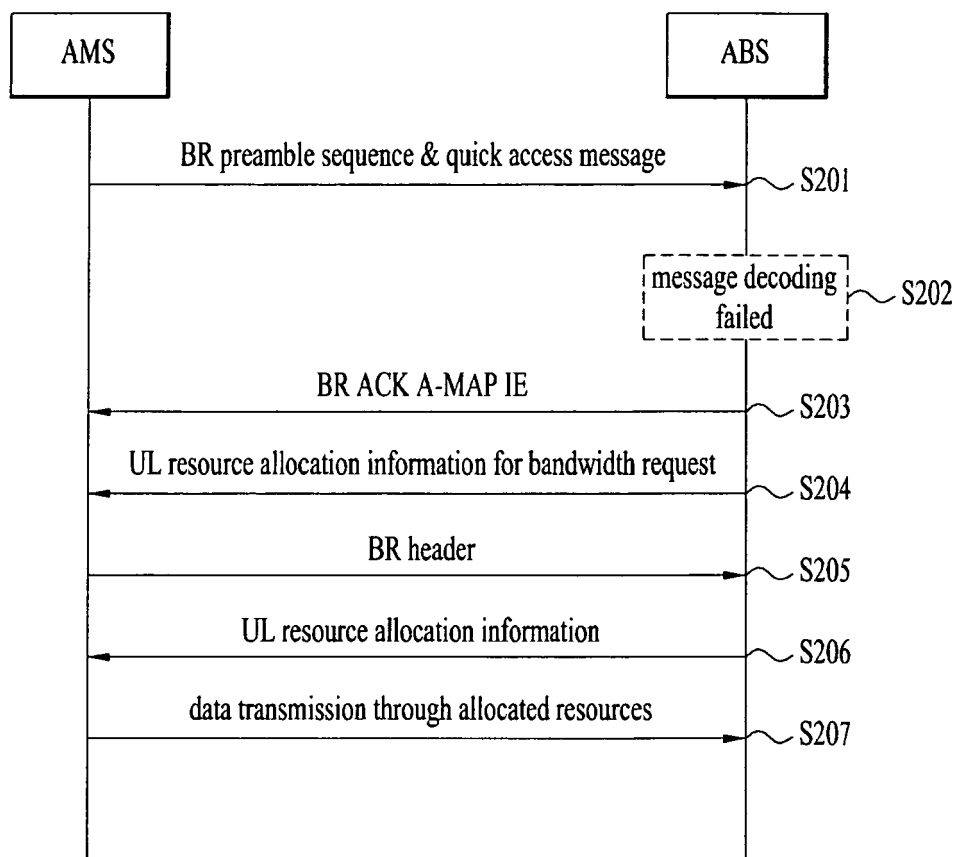 AMS
ABS
BR preamble sequence & quick access message
S201
message decoding
failed
S202
BR ACK A-MAP IE
S203
UL resource allocation information for bandwidth request
S204
BR header
S205
UL resource allocation information
S206
data transmission through allocated resources
S207